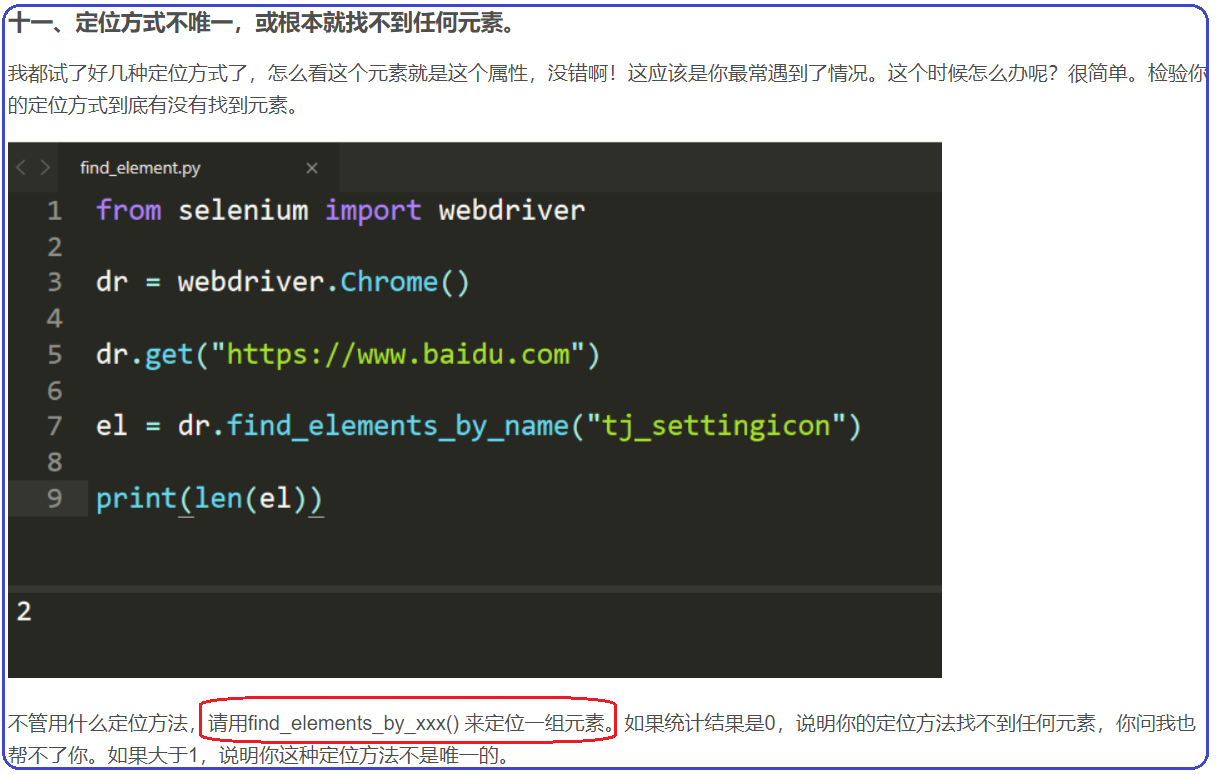 十一、定位方式不唯一，或根本就找不到任何元素。
我都试了好几种定位方式了，怎么看这个元素就是这个属性，没错啊！这应该是你最常遇到了情况。这个时候怎么办呢？很简单。检验你
的定位方式到底有没有找到元素。
find_element.py ×
1 from selenium import webdriver
2
3 dr = webdriver.Chrome()
4
5 dr.get("https://www.baidu.com")
6
7 el = dr.find_elements_by_name("tj_settingicon")
8
9 print(len(el))
2
不管用什么定位方法，请用find_elements_by_xxx() 来定位一组元素。如果统计结果是0，说明你的定位方法找不到任何元素，你问我也
帮不了你。如果大于1，说明你这种定位方法不是唯一的。